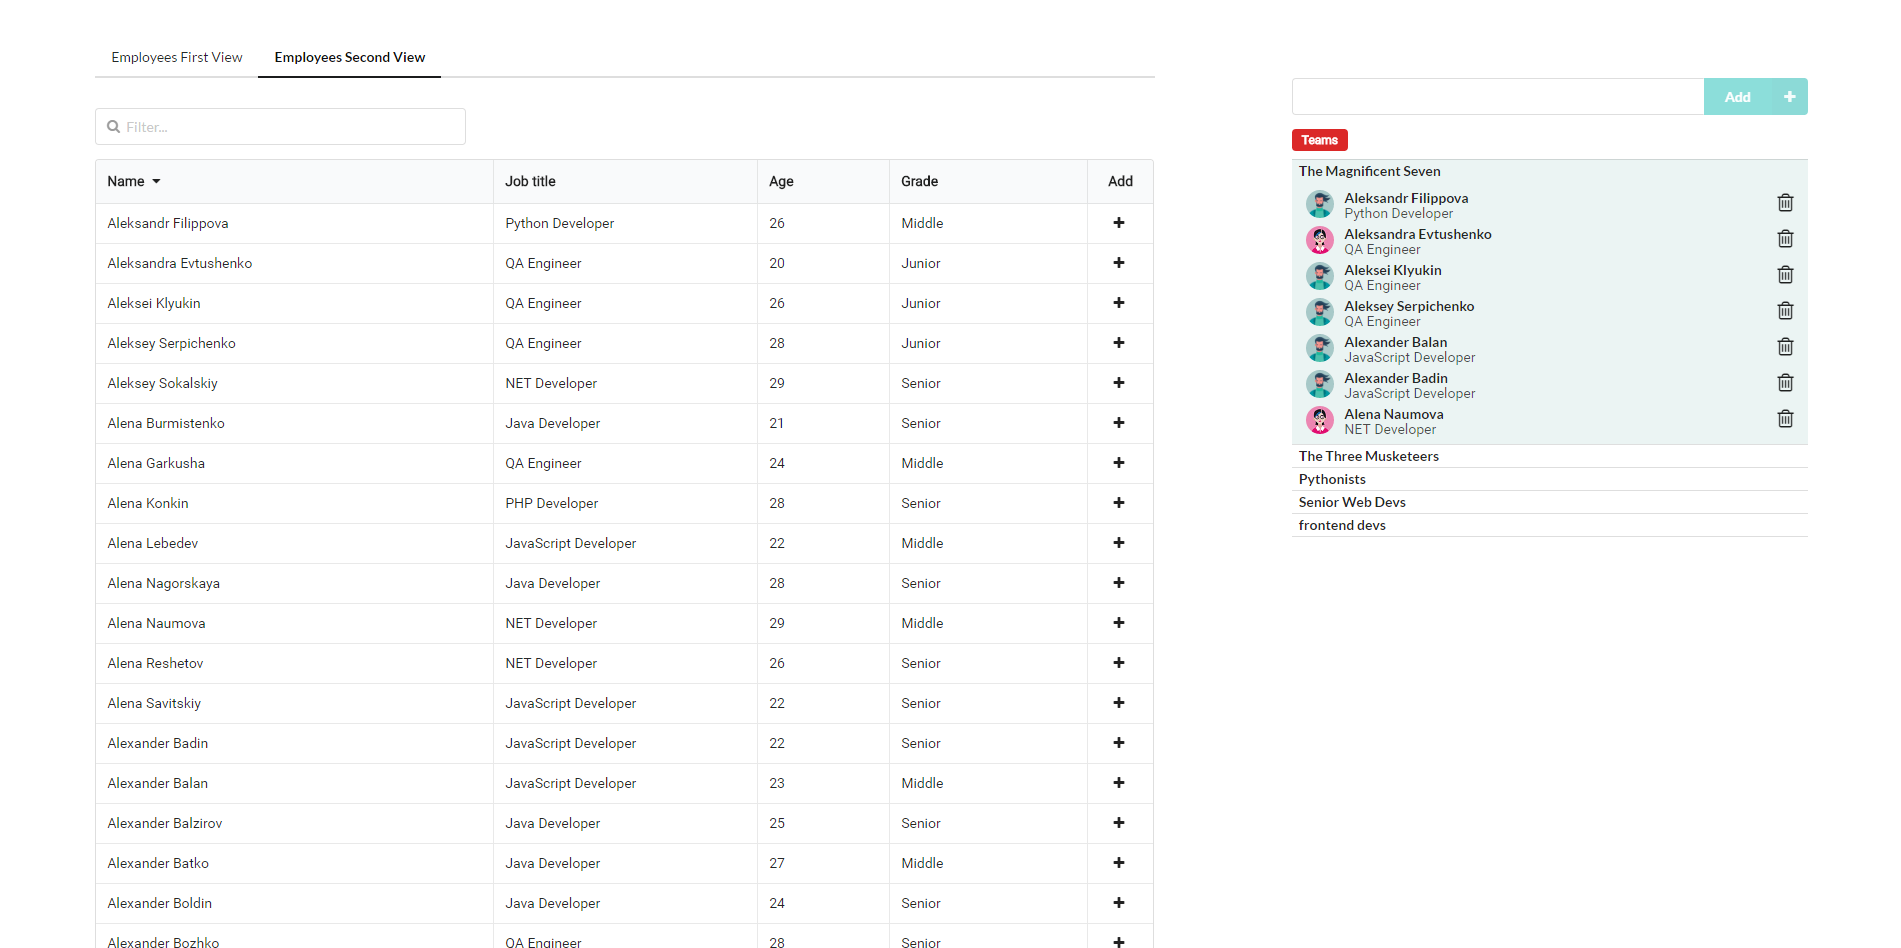 Employees First View Employees Second View
Filter...
Name Job title Age Grade Add
Aleksandr Filippova Python Developer 26 Middle
Aleksandra Evtushenko QA Engineer 20 Junior
Aleksei Klyukin QA Engineer 26 Junior
Aleksey Serpichenko QA Engineer 28 Junior
Aleksey Sokalskiy NET Developer 29 Senior
Alena Burmistenko Java Developer 21 Senior
Alena Garkusha QA Engineer 24 Middle
Alena Konkin PHP Developer 28 Senior
Alena Lebedev JavaScript Developer 22 Middle
Alena Nagorskaya Java Developer 28 Senior
Alena Naumova NET Developer 29 Middle
Alena Reshetov NET Developer 26 Senior
Alena Savitskiy JavaScript Developer 22 Senior
Alexander Badin JavaScript Developer 22 Senior
Alexander Balan JavaScript Developer 23 Middle
Alexander Balzirov Java Developer 25 Senior
Alexander Batko Java Developer 27 Middle
Alexander Boldin Java Developer 24 Senior
Alexander Bozhko QA Engineer 28 Senior
Add
Teams
The Magnificent Seven
Aleksandr Filippova
Python Developer
Aleksandra Evtushenko
QA Engineer
Aleksei Klyukin
QA Engineer
Aleksey Serpichenko
QA Engineer
Alexander Balan
JavaScript Developer
Alexander Badin
JavaScript Developer
Alena Naumova
NET Developer
The Three Musketeers
Pythonists
Senior Web Devs
frontend devs